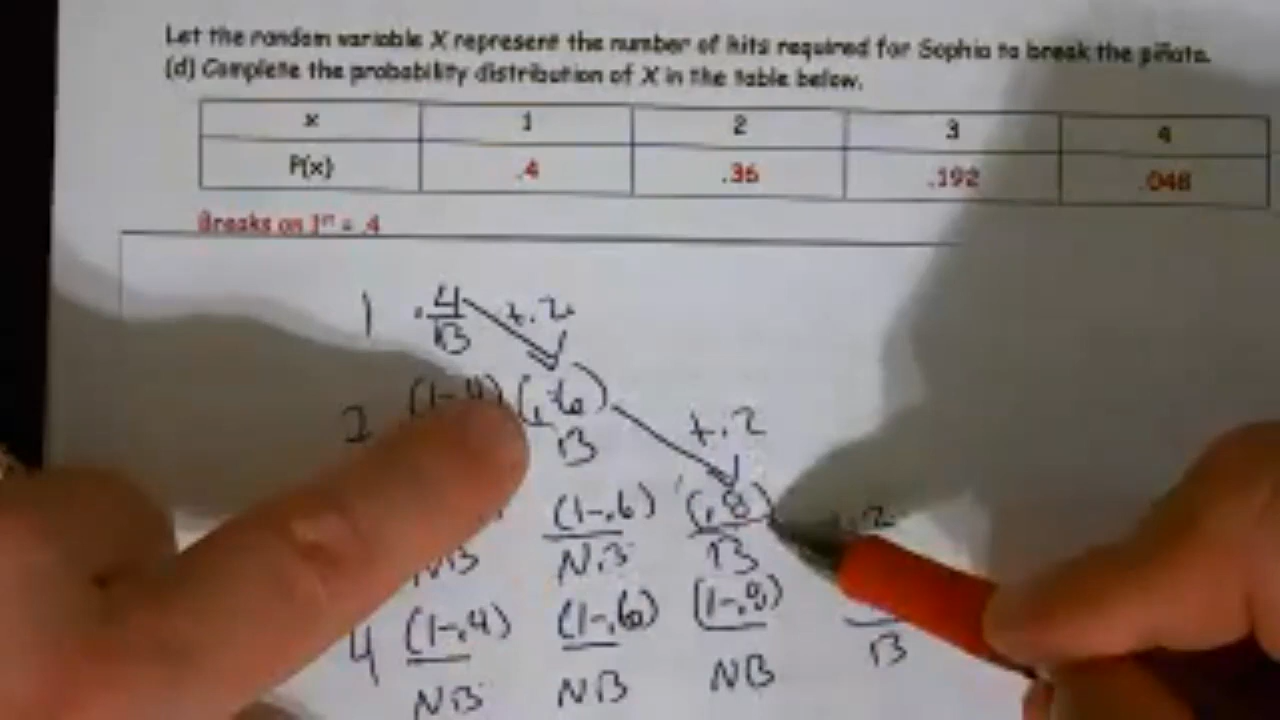 Let the random variable X represent the number of hits required for Sophia to break the piñata.
(d) Complete the probability distribution of X in the table below.
x 1 2 3 4
P(x) .4 .36 .192 .048
Breaks on 1st = .4
1 .4 +.2
B
2 (1-.4) (.6) +.2
B
(1-.6) (.8) +.2
NB NB B
4 (1-.4) (1-.6) (1-.8)
NB NB NB B